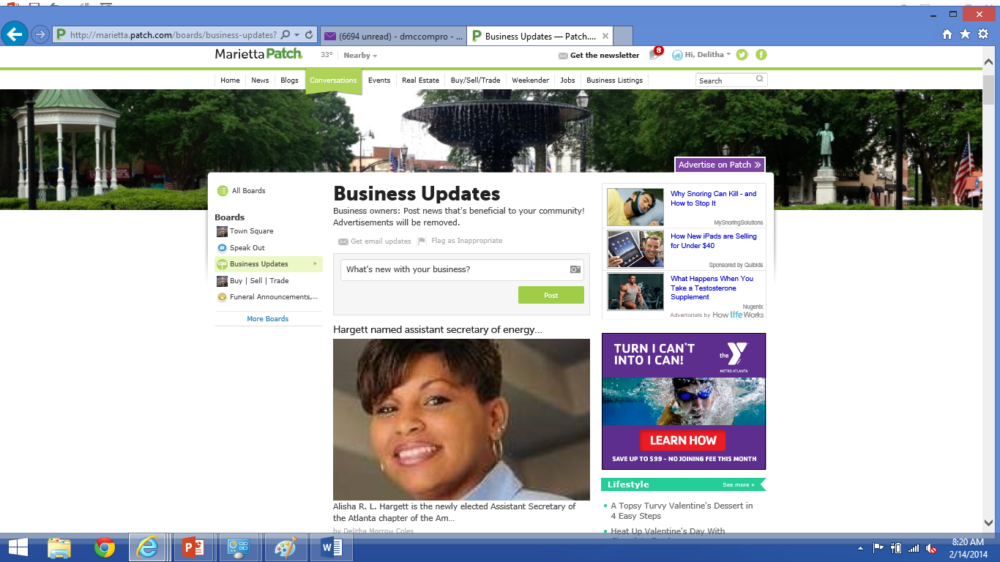 http://marietta.patch.com/boards/business-updates?
(6694 unread) - dmccompro - ...
Business Updates — Patch....
Marietta Patch
33°
Nearby
Get the newsletter
8
Hi, Delitha
Home
News
Blogs
Conversations
Events
Real Estate
Buy/Sell/Trade
Weekender
Jobs
Business Listings
Search
Advertise on Patch »
All Boards
Boards
Town Square
Speak Out
Business Updates
Buy | Sell | Trade
Funeral Announcements,...
More Boards
Business Updates
Business owners: Post news that's beneficial to your community!
Advertisements will be removed.
Get email updates
Flag as Inappropriate
What's new with your business?
Post
Hargett named assistant secretary of energy...
Alisha R. L. Hargett is the newly elected Assistant Secretary of
the Atlanta chapter of the Am...
by Delitha Morrow Coles
Why Snoring Can Kill - and
How to Stop It
MySnoringSolutions
How New iPads are Selling
for Under $40
Sponsored by Quibids
What Happens When You
Take a Testosterone
Supplement
Nugenix
Advertorials by How life Works
TURN I CAN'T
INTO I CAN!
the Y
METRO ATLANTA
LEARN HOW
SAVE UP TO $99 – NO JOINING FEE THIS MONTH
Lifestyle
See more »
A Topsy Turvy Valentine's Dessert in
4 Easy Steps
Heat Up Valentine's Day With
8:20 AM
2/14/2014